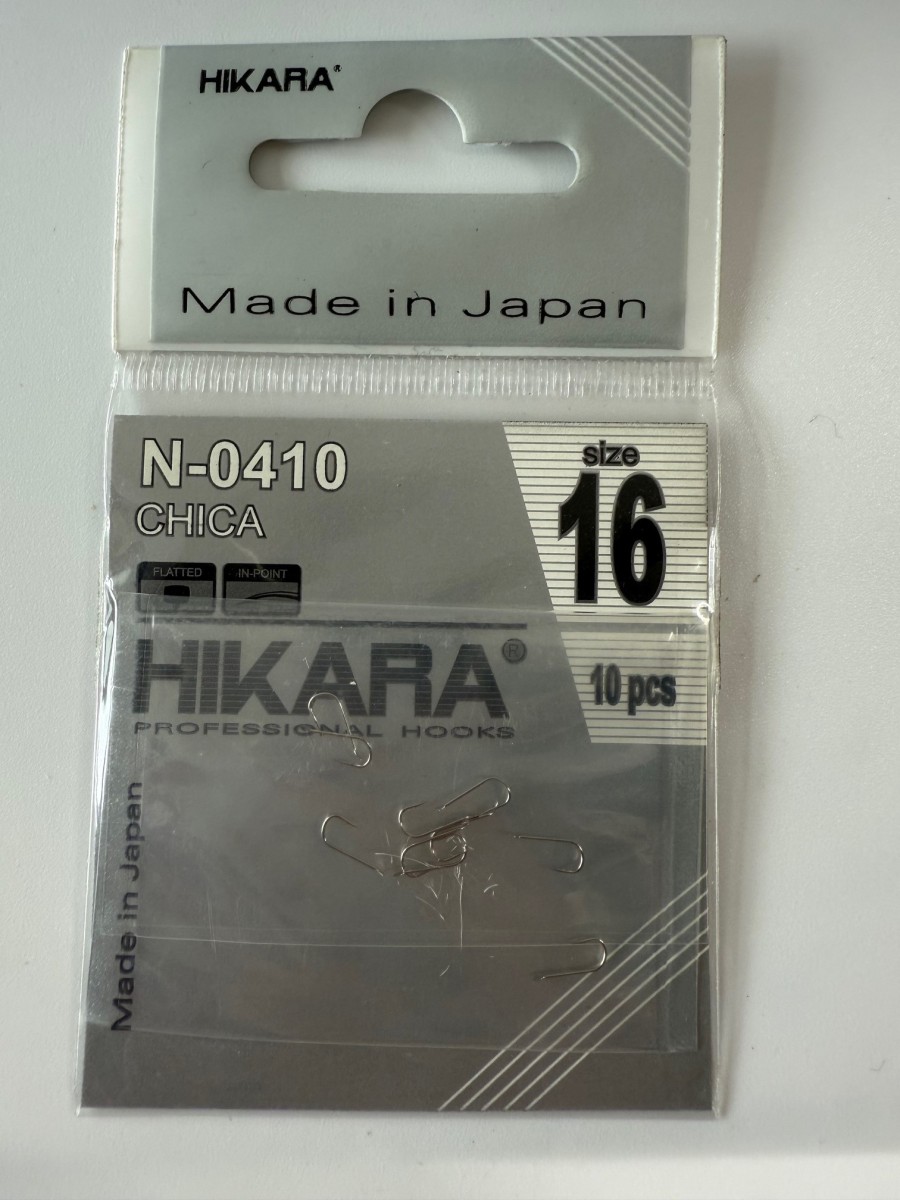 HIKARA®
Made in Japan
N-0410
CHICA
size
16
FLATTED
IN-POINT
HIKARA®
10 pcs
PROFESSIONAL HOOKS
Made in Japan